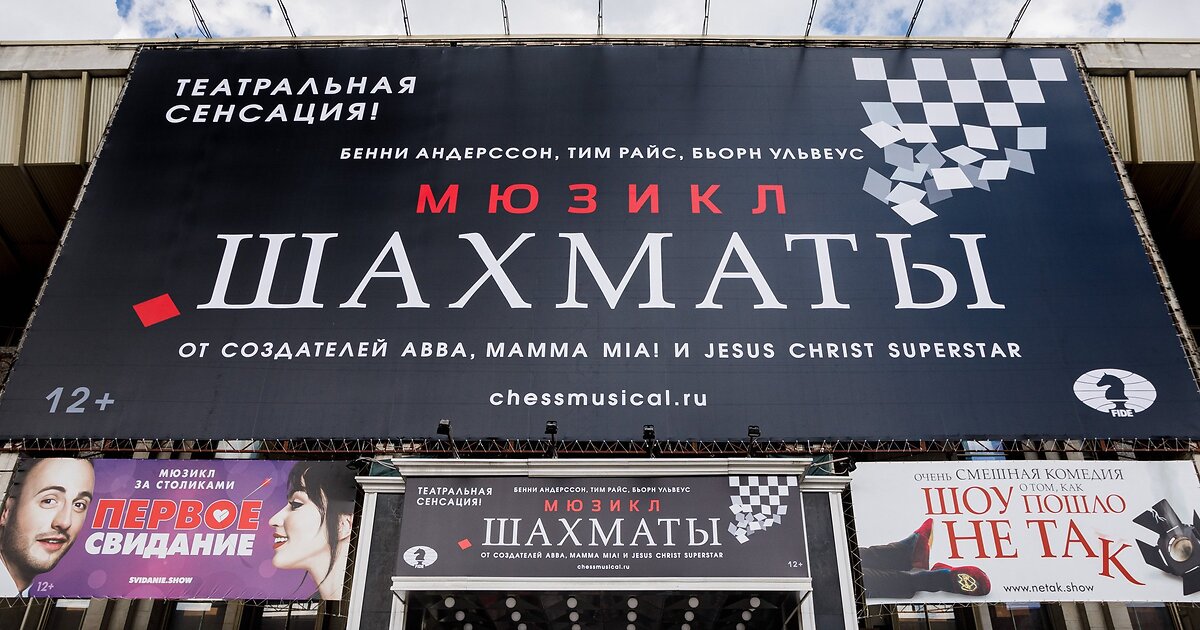 ТЕАТРАЛЬНАЯ
СЕНСАЦИЯ!
БЕННИ АНДЕРССОН, ТИМ РАЙС, БЬОРН УЛЬВЕУС
МЮЗИКЛ
ШАХМАТЫ
ОТ СОЗДАТЕЛЕЙ ABBA, MAMMA MIA! И JESUS CHRIST SUPERSTAR
12+
chessmusical.ru
FIDE
МЮЗИКЛ
ЗА СТОЛИКАМИ
ПЕРВОЕ
СВИДАНИЕ
SVIDANIE.SHOW
12+
ТЕАТРАЛЬНАЯ
СЕНСАЦИЯ!
БЕННИ АНДЕРССОН, ТИМ РАЙС, БЬОРН УЛЬВЕУС
МЮЗИКЛ
ШАХМАТЫ
ОТ СОЗДАТЕЛЕЙ ABBA, MAMMA MIA! И JESUS CHRIST SUPERSTAR
chessmusical.ru
FIDE
12+
ОЧЕНЬ СМЕШНАЯ КОМЕДИЯ
О ТОМ, КАК
ШОУ ПОШЛО
НЕ ТАК
www.netak.show